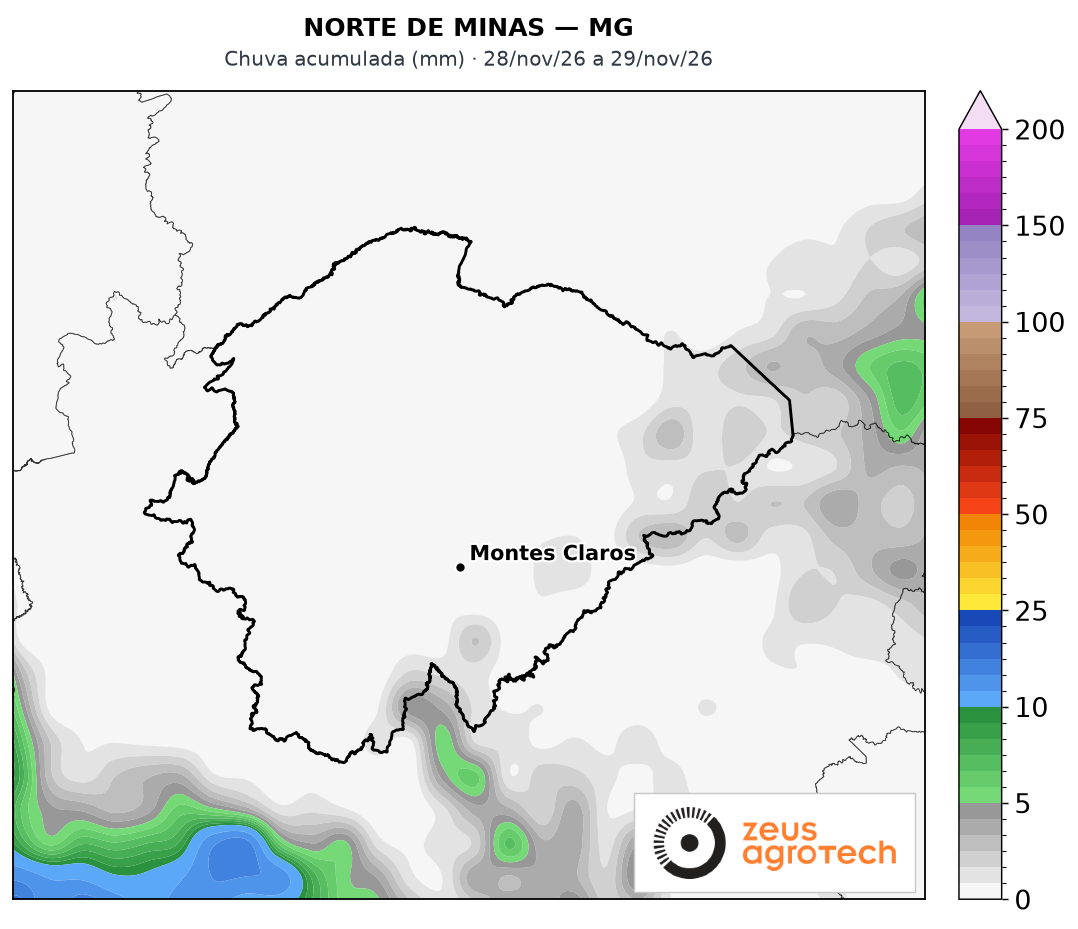 NORTE DE MINAS — MG
Chuva acumulada (mm) · 28/nov/26 a 29/nov/26
200
150
100
75
50
25
10
5
0
Montes Claros
zeus
agrotech